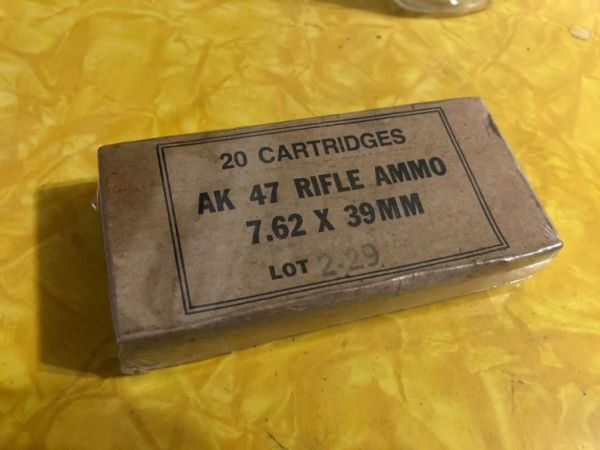 20 CARTRIDGES
AK 47 RIFLE AMMO
7.62 X 39MM
LOT 2-29